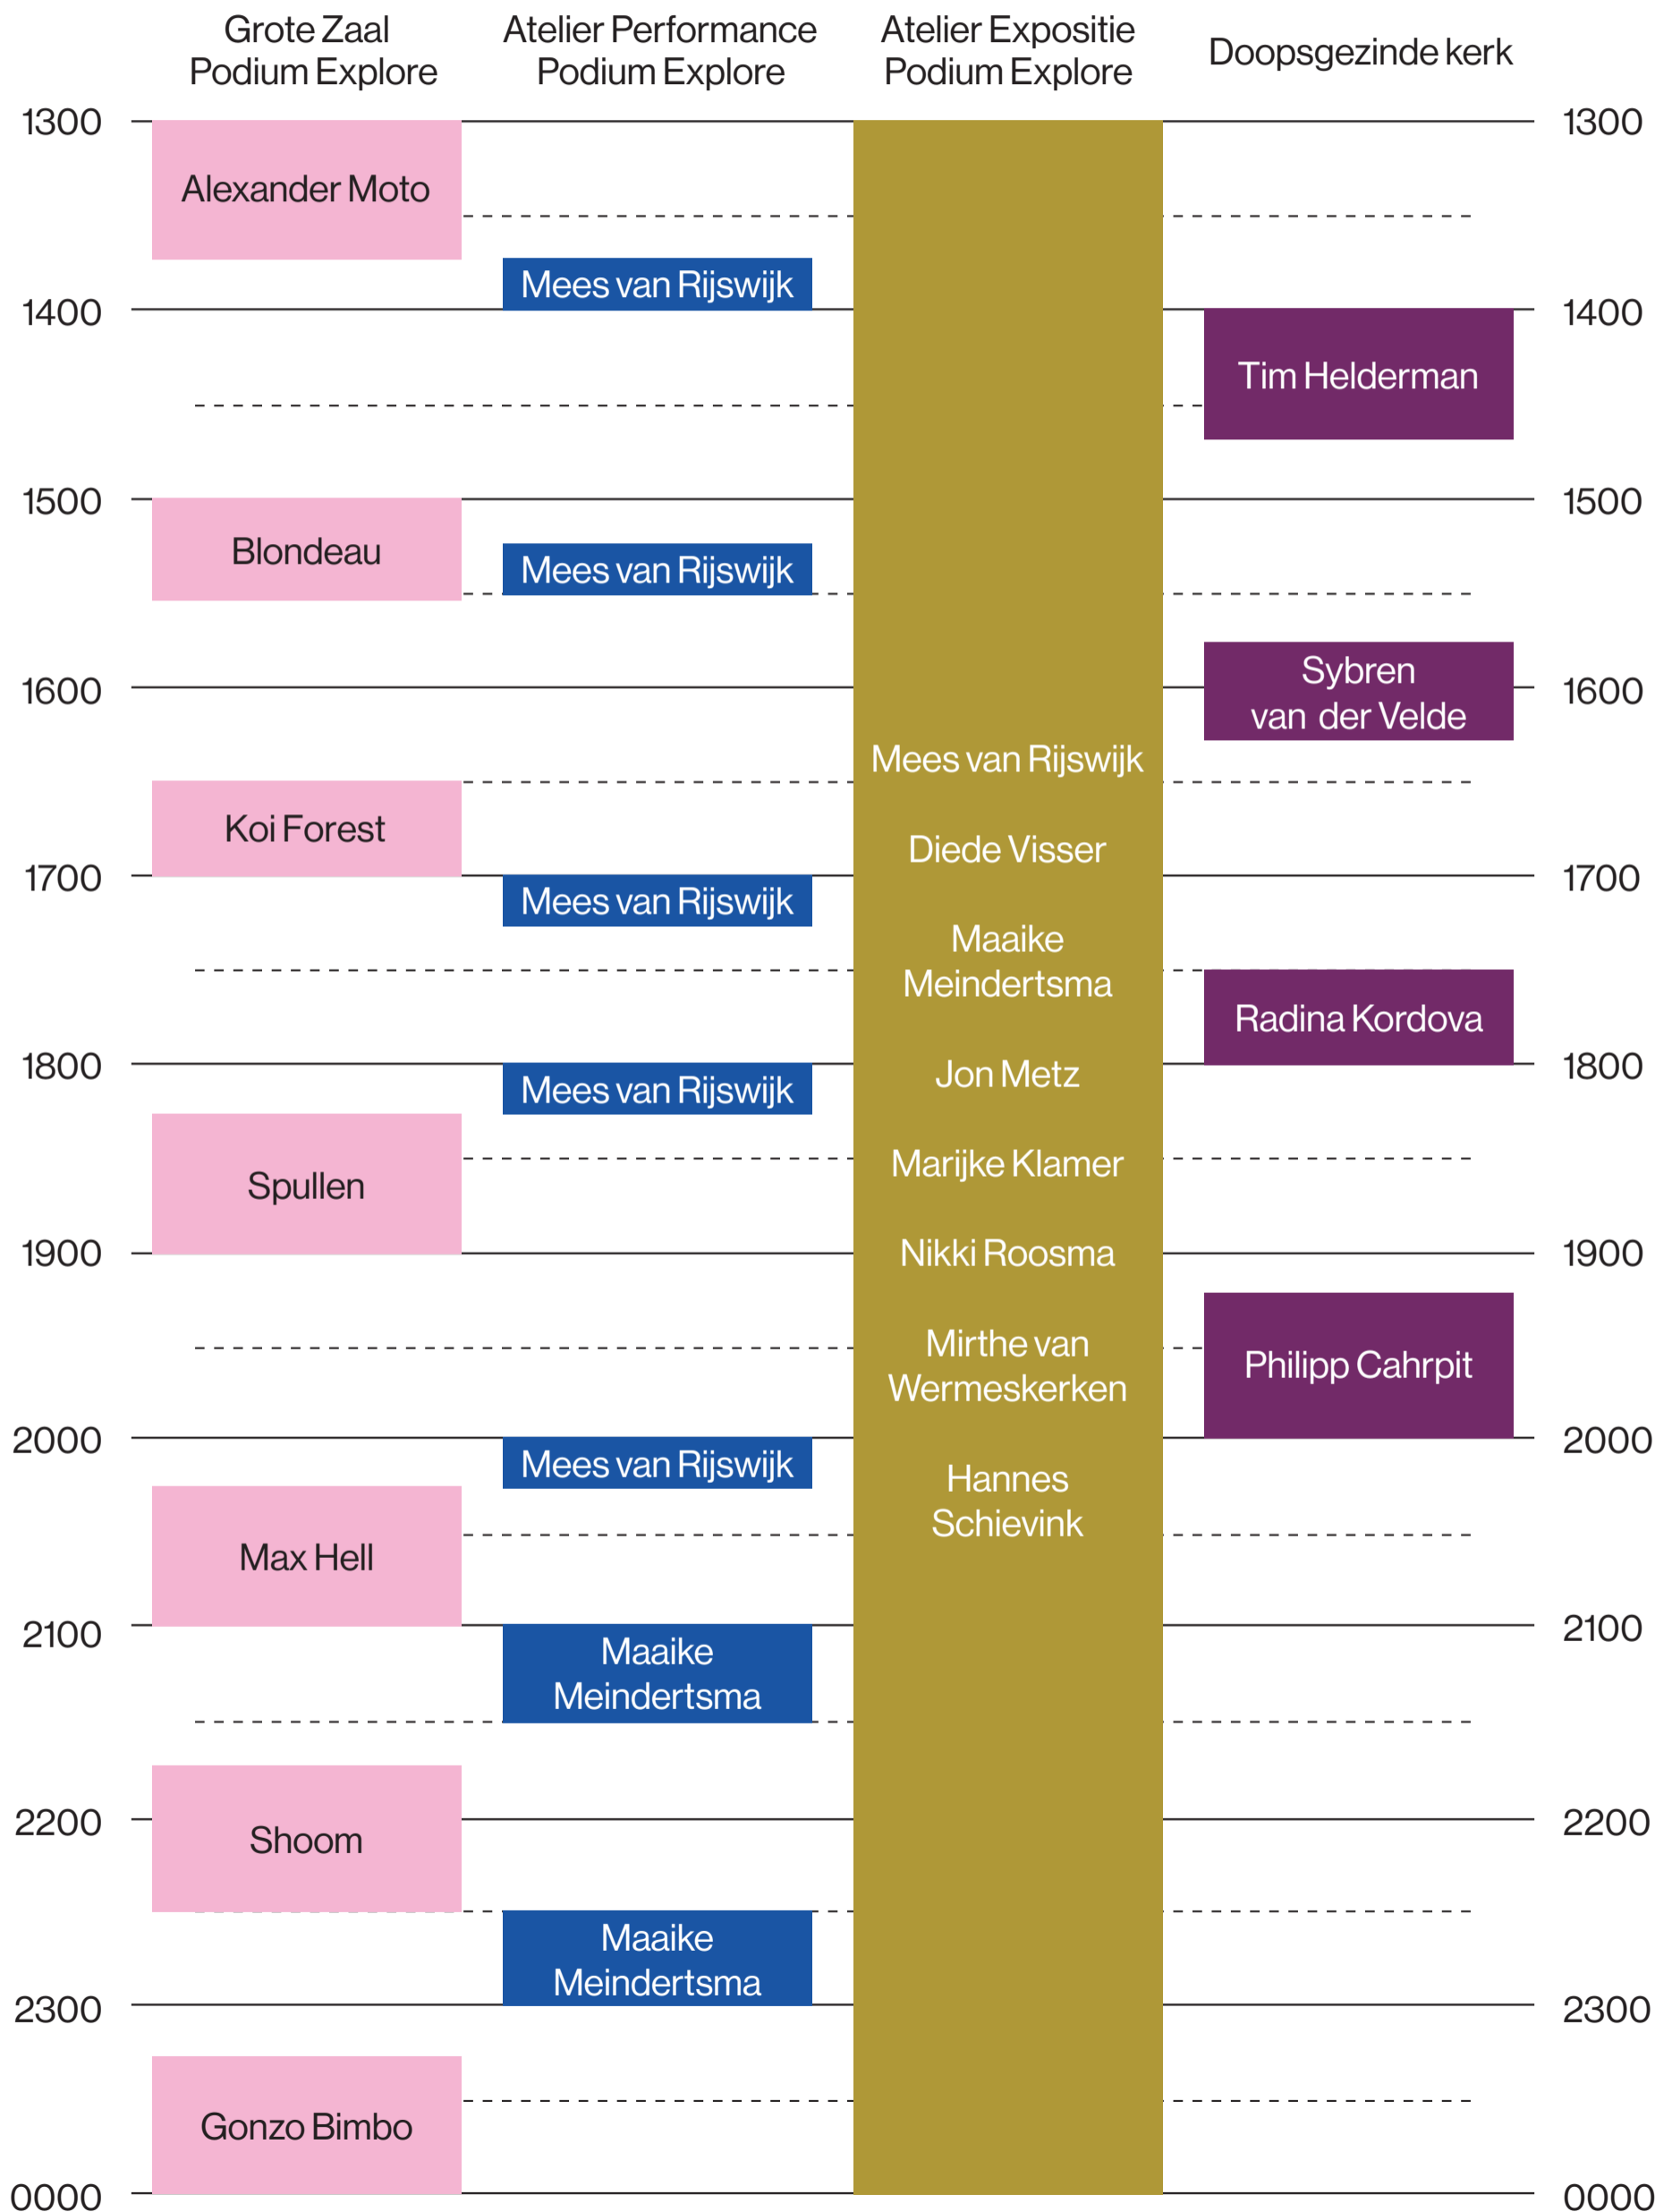 Grote Zaal
Podium Explore
Atelier Performance
Podium Explore
Atelier Expositie
Podium Explore
Doopsgezinde kerk
1300
1300
Alexander Moto
Mees van Rijswijk
1400
1400
Tim Helderman
1500
1500
Blondeau
Mees van Rijswijk
Sybren
van der Velde
1600
1600
Mees van Rijswijk
Koi Forest
Diede Visser
1700
1700
Mees van Rijswijk
Maaike
Meindertsma
Radina Kordova
1800
1800
Mees van Rijswijk
Jon Metz
Spullen
Marijke Klamer
1900
1900
Nikki Roosma
Mirthe van
Wermeskerken
Philipp Cahrpit
2000
2000
Mees van Rijswijk
Hannes
Schievink
Max Hell
2100
2100
Maaike
Meindertsma
2200
2200
Shoom
Maaike
Meindertsma
2300
2300
Gonzo Bimbo
0000
0000